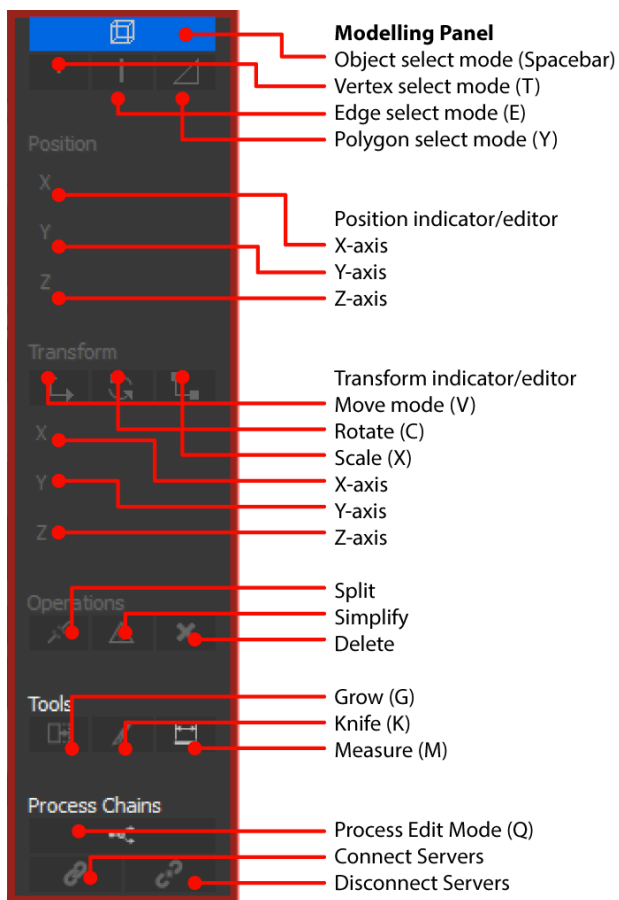 Modelling Panel
Object select mode (Spacebar)
Vertex select mode (T)
Edge select mode (E)
Polygon select mode (Y)
Position
X
Y
Z
Position indicator/editor
X-axis
Y-axis
Z-axis
Transform
X
Y
Z
Transform indicator/editor
Move mode (V)
Rotate (C)
Scale (X)
X-axis
Y-axis
Z-axis
Operations
Split
Simplify
Delete
Tools
Grow (G)
Knife (K)
Measure (M)
Process Chains
Process Edit Mode (Q)
Connect Servers
Disconnect Servers